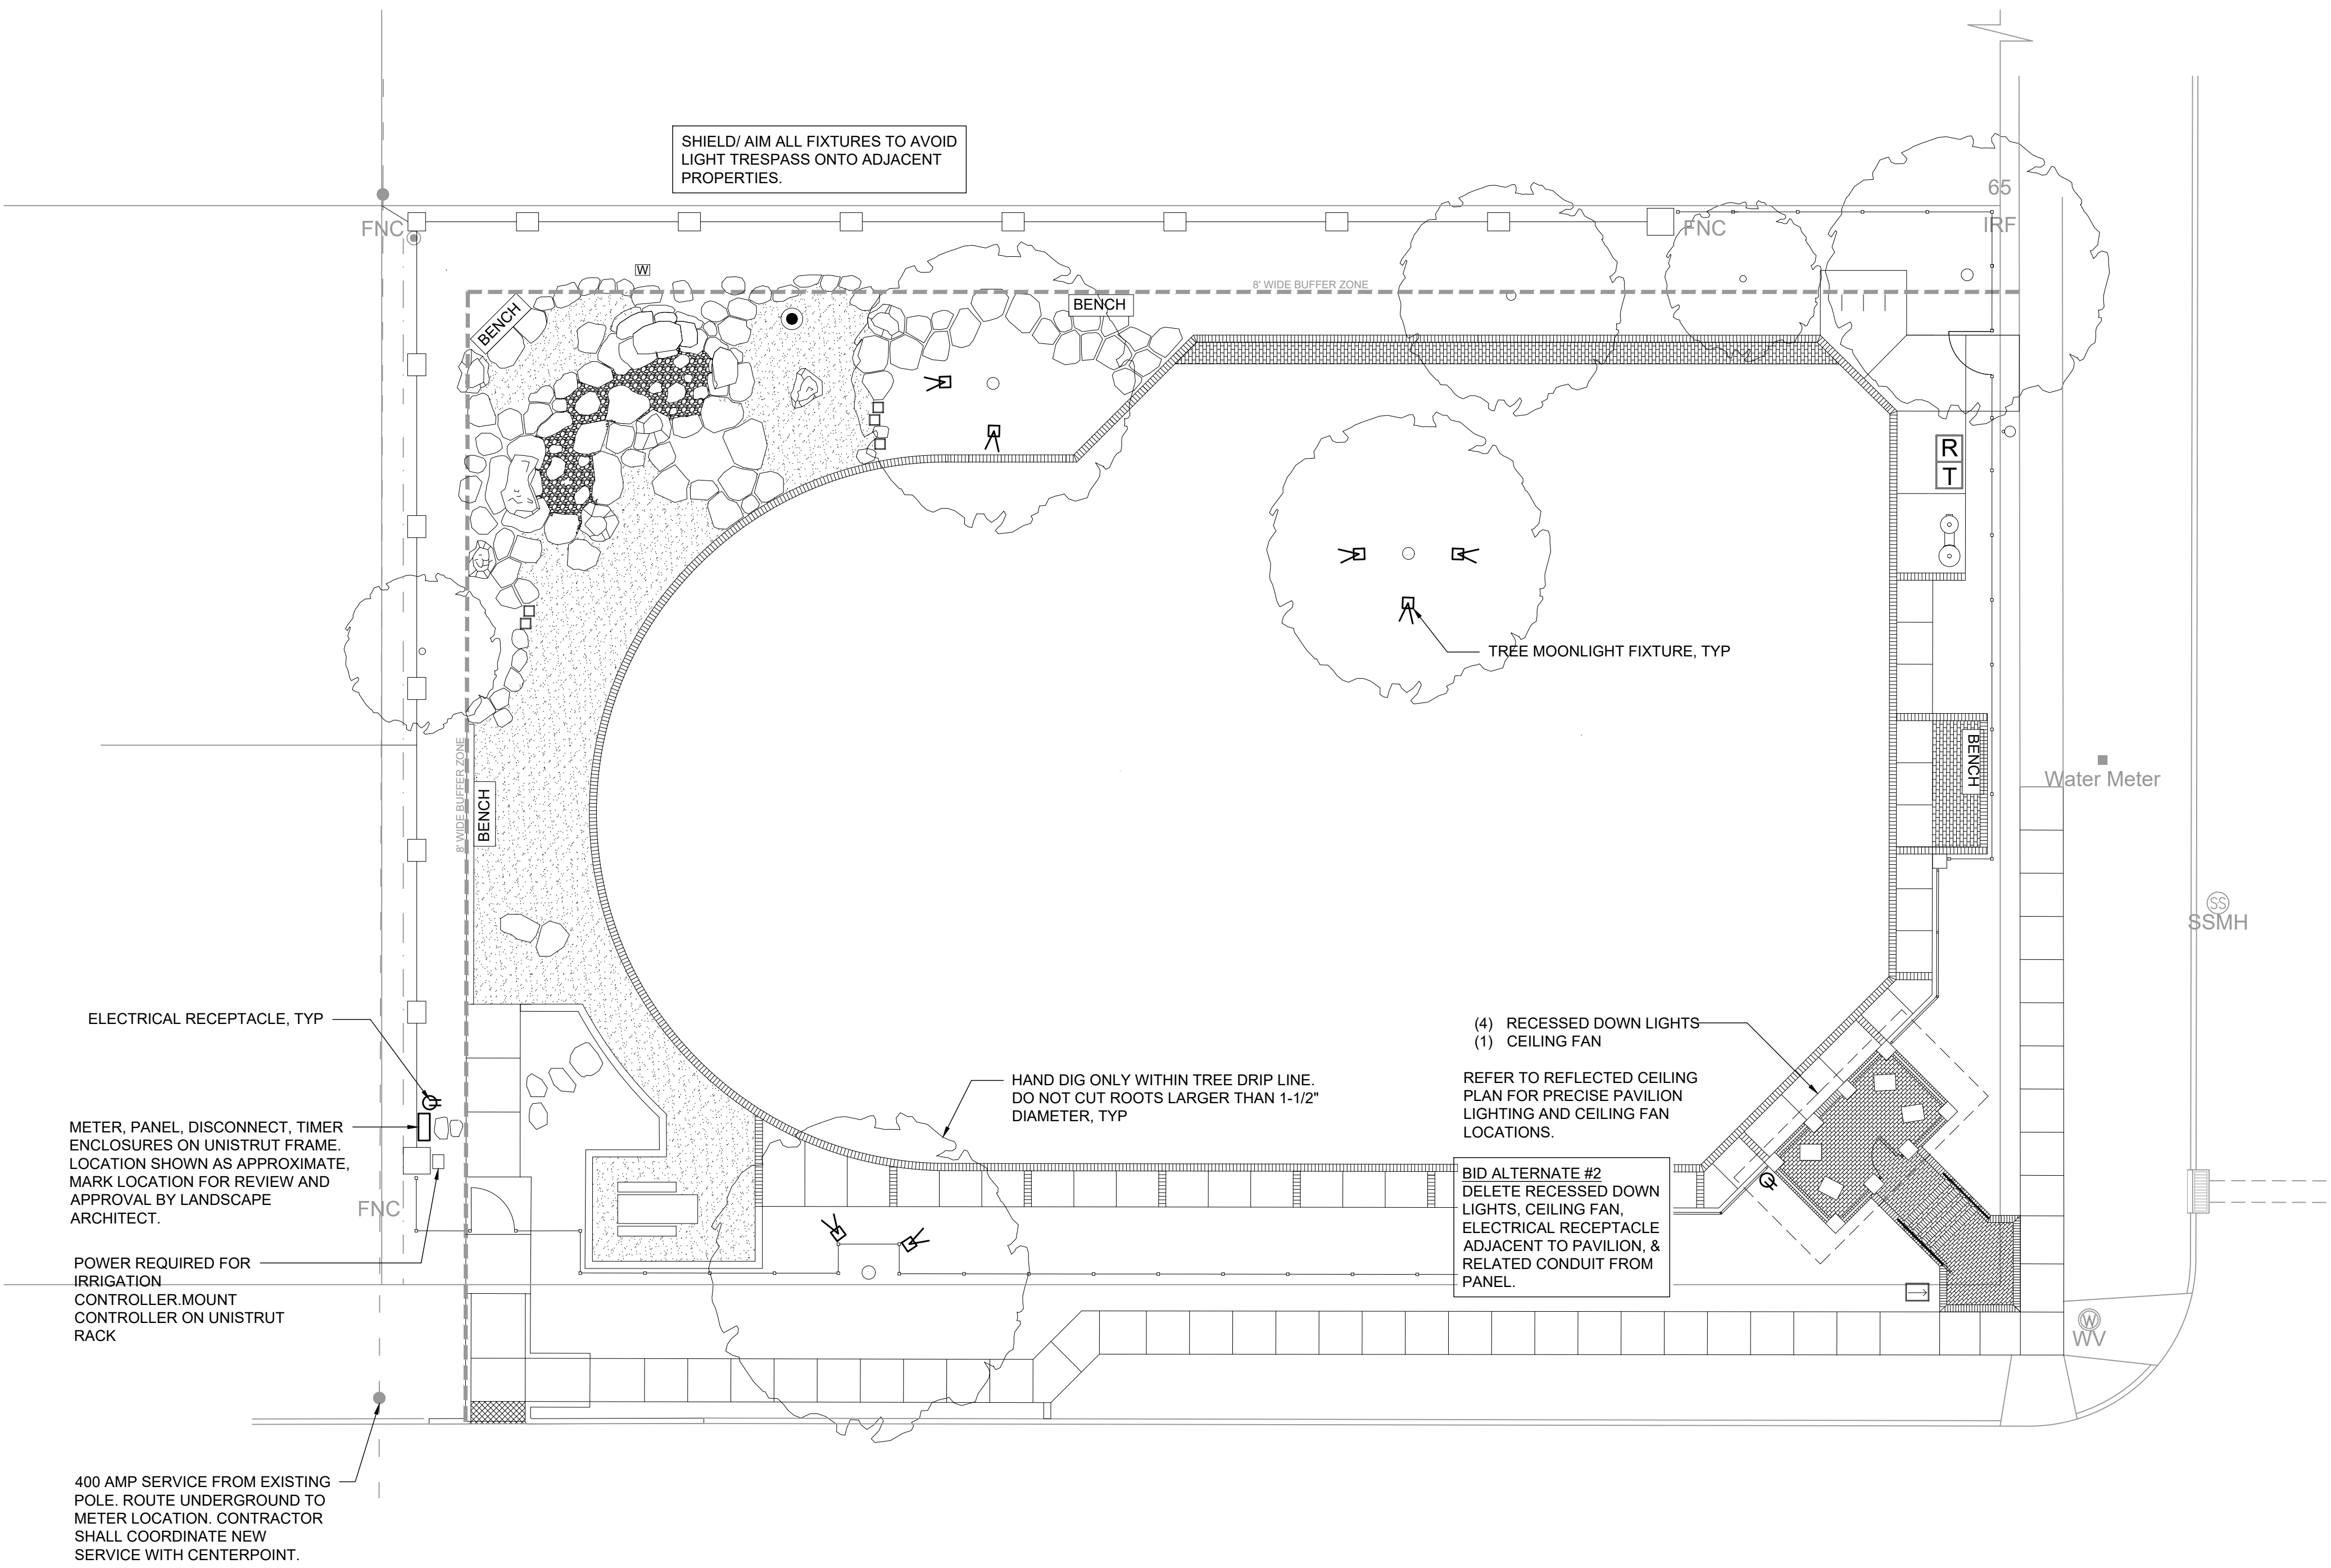 SHIELD/ AIM ALL FIXTURES TO AVOID
LIGHT TRESPASS ONTO ADJACENT
PROPERTIES.
65
IRF
FNC
FNC
W
8' WIDE BUFFER ZONE
BENCH
BENCH
R
T
TREE MOONLIGHT FIXTURE, TYP
BENCH
Water Meter
8' WIDE BUFFER ZONE
BENCH
SS
SSMH
ELECTRICAL RECEPTACLE, TYP
(4) RECESSED DOWN LIGHTS
(1) CEILING FAN
REFER TO REFLECTED CEILING
PLAN FOR PRECISE PAVILION
LIGHTING AND CEILING FAN
LOCATIONS.
HAND DIG ONLY WITHIN TREE DRIP LINE.
DO NOT CUT ROOTS LARGER THAN 1-1/2"
DIAMETER, TYP
METER, PANEL, DISCONNECT, TIMER
ENCLOSURES ON UNISTRUT FRAME.
LOCATION SHOWN AS APPROXIMATE,
MARK LOCATION FOR REVIEW AND
APPROVAL BY LANDSCAPE
ARCHITECT.
FNC
BID ALTERNATE #2
DELETE RECESSED DOWN
LIGHTS, CEILING FAN,
ELECTRICAL RECEPTACLE
ADJACENT TO PAVILION, &
RELATED CONDUIT FROM
PANEL.
POWER REQUIRED FOR
IRRIGATION
CONTROLLER.MOUNT
CONTROLLER ON UNISTRUT
RACK
W
WV
400 AMP SERVICE FROM EXISTING
POLE. ROUTE UNDERGROUND TO
METER LOCATION. CONTRACTOR
SHALL COORDINATE NEW
SERVICE WITH CENTERPOINT.